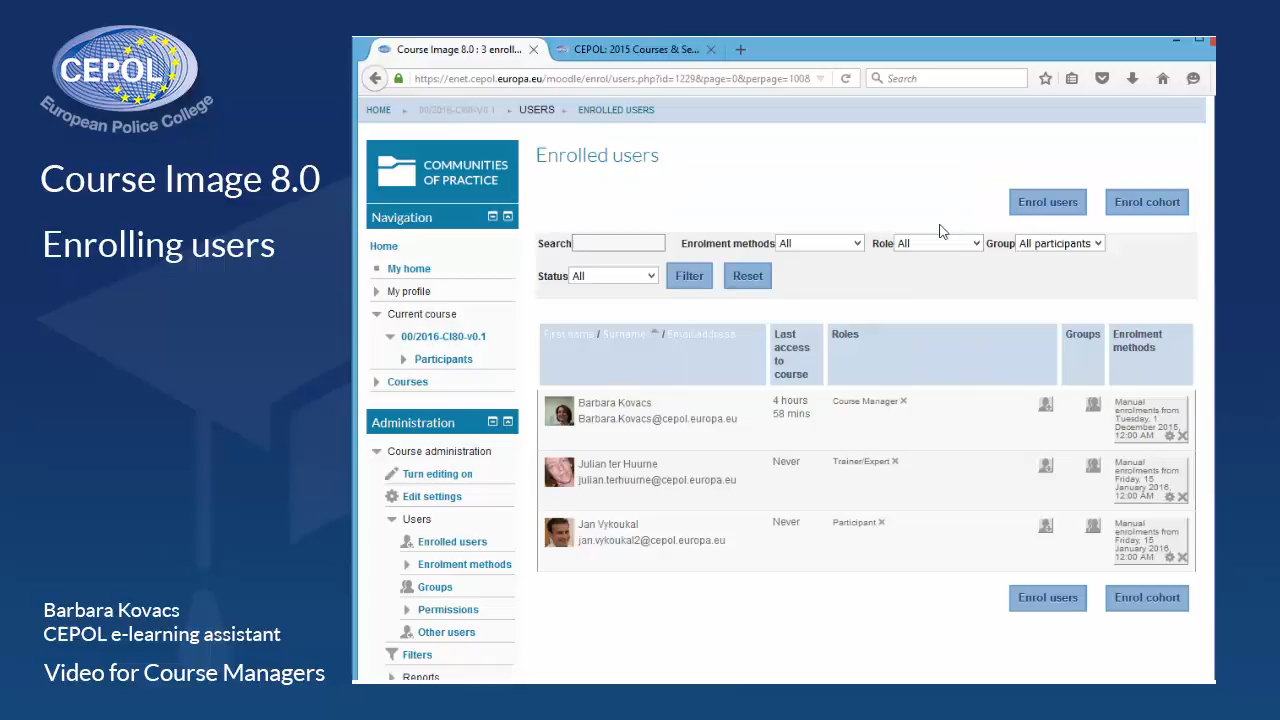 CEPOL
European Police College
Course Image 8.0
Enrolling users
Barbara Kovacs
CEPOL e-learning assistant
Video for Course Managers
Course Image 8.0 : 3 enroll...
CEPOL: 2015 Courses & Se...
https://enet.cepol.europa.eu/moodle/enrol/users.php?id=1229&page=0&perpage=1008
Search
HOME 00/2016-CI80-v0.1 USERS ENROLLED USERS
COMMUNITIES
OF PRACTICE
Navigation
Home
My home
My profile
Current course
00/2016-CI80-v0.1
Participants
Courses
Administration
Course administration
Turn editing on
Edit settings
Users
Enrolled users
Enrolment methods
Groups
Permissions
Other users
Filters
Reports
Enrolled users
Enrol users Enrol cohort
Search Enrolment methods All Role All Group All participants
Status All Filter Reset
First name / Surname / Email address
Last
access
to
course
Roles
Groups
Enrolment
methods
Barbara Kovacs
Barbara.Kovacs@cepol.europa.eu
4 hours
58 mins
Course Manager
Manual
enrolments from
Tuesday, 1
December 2015,
12:00 AM
Julian ter Huurne
julian.terhuurne@cepol.europa.eu
Never
Trainer/Expert
Manual
enrolments from
Friday, 15
January 2016,
12:00 AM
Jan Vykoukal
jan.vykoukal2@cepol.europa.eu
Never
Participant
Manual
enrolments from
Friday, 15
January 2016,
12:00 AM
Enrol users Enrol cohort